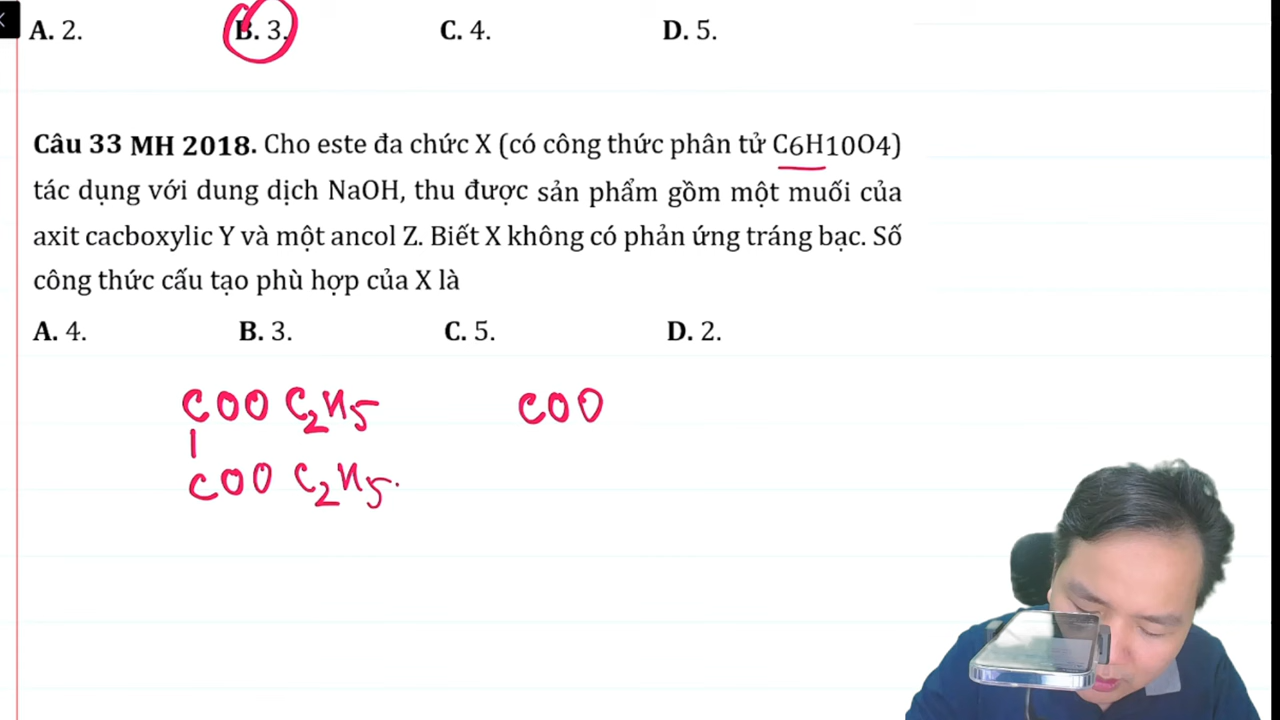 A. 2. B. 3. C. 4. D. 5.
Câu 33 MH 2018. Cho este đa chức X (có công thức phân tử C6H10O4)
tác dụng với dung dịch NaOH, thu được sản phẩm gồm một muối của
axit cacboxylic Y và một ancol Z. Biết X không có phản ứng tráng bạc. Số
công thức cấu tạo phù hợp của X là
A. 4. B. 3. C. 5. D. 2.
COO C2H5 COO
|
COO C2H5.